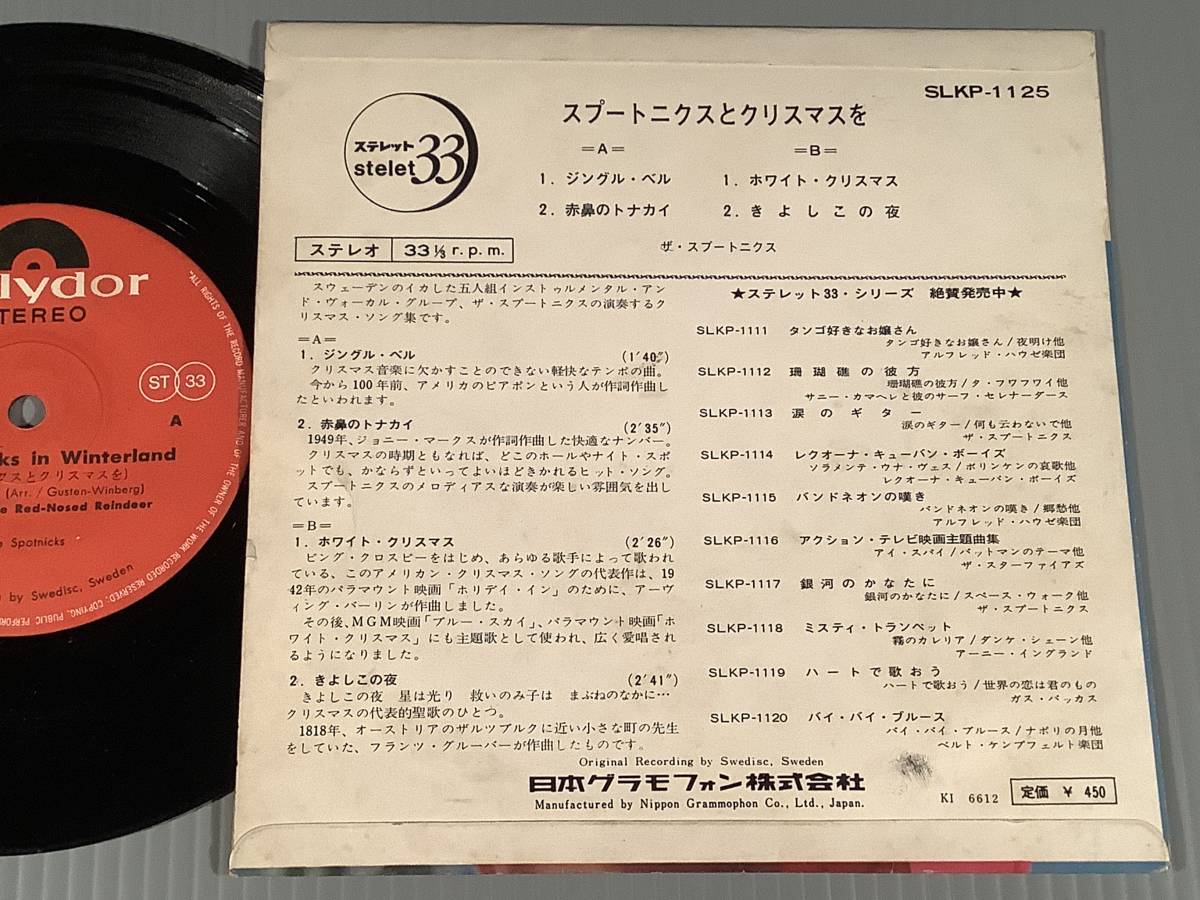 SLKP-1125
ステレット
stelet 33
スプートニクスとクリスマスを
=A=
1. ジングル・ベル
2. 赤鼻のトナカイ
=B=
1. ホワイト・クリスマス
2. きよしこの夜
ザ・スプートニクス
ステレオ 33 1/3 r.p.m.
スウェーデンのイカした五人組インストゥルメンタル・アン
ド・ヴォーカル・グループ、ザ・スプートニクスの演奏するク
リスマス・ソング集です。
=A=
1. ジングル・ベル (1'40")
クリスマス音楽に欠かすことのできない軽快なテンポの曲。
今から100年前、アメリカのピアポンという人が作詞作曲し
たといわれます。
2. 赤鼻のトナカイ (2'35")
1949年、ジョニー・マークスが作詞作曲した快適なナンバー。
クリスマスの時期ともなれば、どこのホールやナイト・スポ
ットでも、かならずといってよいほどきかれるヒット・ソング。
スプートニクスのメロディアスな演奏が楽しい雰囲気を出し
ています。
=B=
1. ホワイト・クリスマス (2'26")
ビング・クロスビーをはじめ、あらゆる歌手によって歌われ
ている、このアメリカン・クリスマス・ソングの代表作は、19
42年のパラマウント映画「ホリデイ・イン」のために、アーヴ
ィング・バーリンが作曲しました。
その後、MGM映画「ブルー・スカイ」、パラマウント映画「ホ
ワイト・クリスマス」にも主題歌として使われ、広く愛唱され
るようになりました。
2. きよしこの夜 (2'41")
きよしこの夜 星は光り 救いのみ子は まぶねのなかに…
クリスマスの代表的聖歌のひとつ。
1818年、オーストリアのザルツブルクに近い小さな町の先生
をしていた、フランツ・グルーバーが作曲したものです。
★ステレット33・シリーズ 絶賛発売中★
SLKP-1111 タンゴ好きなお嬢さん
タンゴ好きなお嬢さん/夜明け他
アルフレッド・ハウゼ楽団
SLKP-1112 珊瑚礁の彼方
珊瑚礁の彼方/タ・フワフワイ他
サニー・カマヘレと彼のサーフ・セレナーダース
SLKP-1113 涙のギター
涙のギター/何も云わないで他
ザ・スプートニクス
SLKP-1114 レクオーナ・キューバン・ボーイズ
ソラメンテ・ウナ・ヴェス/ボリンケンの哀歌他
レクオーナ・キューバン・ボーイズ
SLKP-1115 バンドネオンの嘆き
バンドネオンの嘆き/郷愁他
アルフレッド・ハウゼ楽団
SLKP-1116 アクション・テレビ映画主題曲集
アイ・スパイ/バットマンのテーマ他
ザ・スターファイアズ
SLKP-1117 銀河のかなたに
銀河のかなたに/スペース・ウォーク他
ザ・スプートニクス
SLKP-1118 ミスティ・トランペット
霧のカレリア/ダンケ・シェーン他
アーニー・イングランド
SLKP-1119 ハートで歌おう
ハートで歌おう/世界の恋は君のもの
ガス・バッカス
SLKP-1120 バイ・バイ・ブルース
バイ・バイ・ブルース/ナポリの月他
ベルト・ケンプフェルト楽団
Original Recording by Swedisc, Sweden
日本グラモフォン株式会社
Manufactured by Nippon Grammophon Co., Ltd., Japan.
KI 6612
定価 ¥ 450
lydor
STEREO
ST 33
A
ks in Winterland
クスとクリスマスを)
(Arr. / Gusten-Winberg)
e Red-Nosed Reindeer
e Spotnicks
by Swedisc, Sweden
"ALL RIGHTS OF THE RECORD MANUFACTURER AND OF THE OWNER OF THE WORK RECORDED RESERVED. COPYING, PUBLIC PERFOR